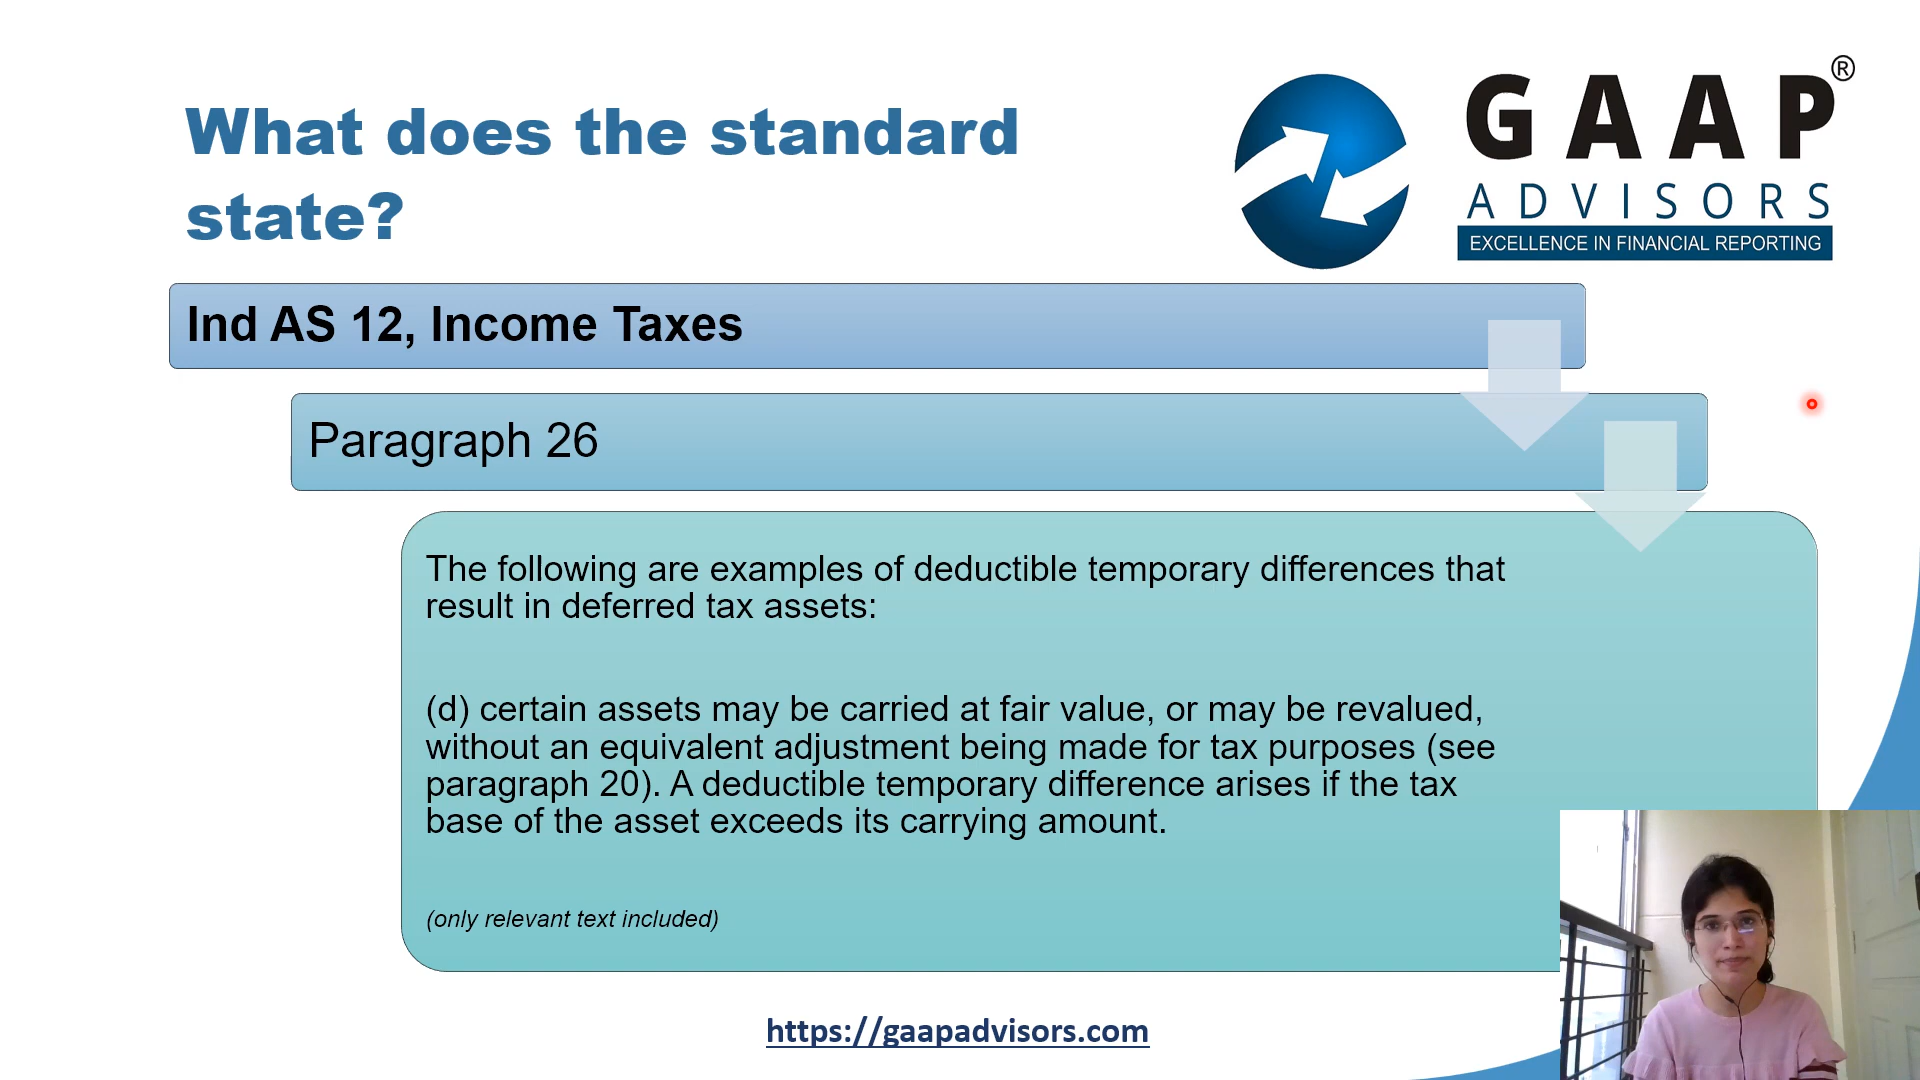 What does the standard
state?
GAAP®
ADVISORS
EXCELLENCE IN FINANCIAL REPORTING
Ind AS 12, Income Taxes
Paragraph 26
The following are examples of deductible temporary differences that
result in deferred tax assets:
(d) certain assets may be carried at fair value, or may be revalued,
without an equivalent adjustment being made for tax purposes (see
paragraph 20). A deductible temporary difference arises if the tax
base of the asset exceeds its carrying amount.
(only relevant text included)
https://gaapadvisors.com